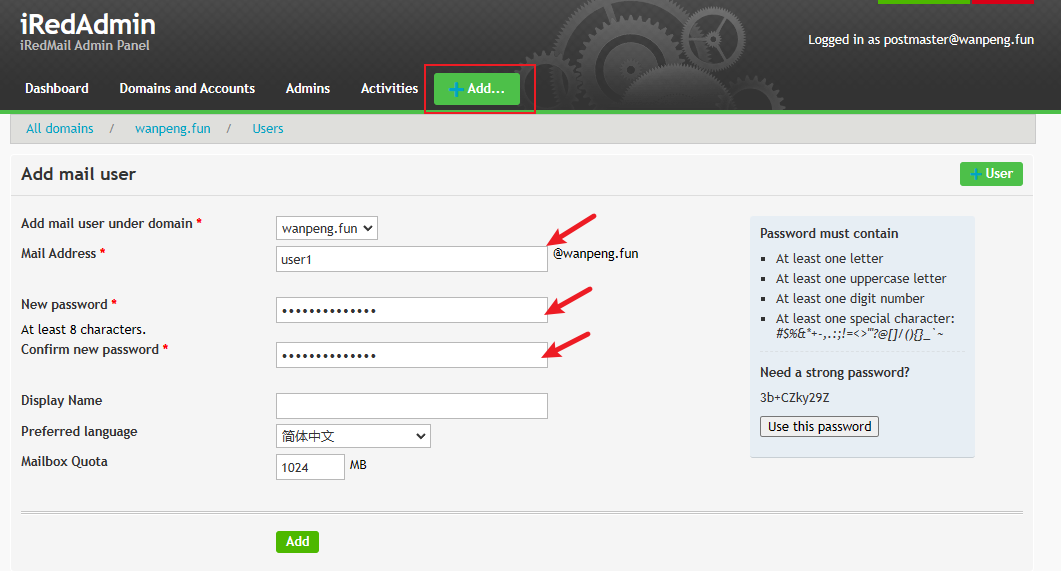 iRedAdmin
iRedMail Admin Panel
Logged in as postmaster@wanpeng.fun
Dashboard Domains and Accounts Admins Activities + Add...
All domains / wanpeng.fun / Users
Add mail user
+ User
Add mail user under domain *
wanpeng.fun
Mail Address *
user1
@wanpeng.fun
New password *
••••••••••••••
At least 8 characters.
Confirm new password *
••••••••••••••
Display Name
Preferred language
简体中文
Mailbox Quota
1024
MB
Add
Password must contain
At least one letter
At least one uppercase letter
At least one digit number
At least one special character:
#$%&*+-,.:;!=<>'"?@[]/(){}_`~
Need a strong password?
3b+CZky29Z
Use this password